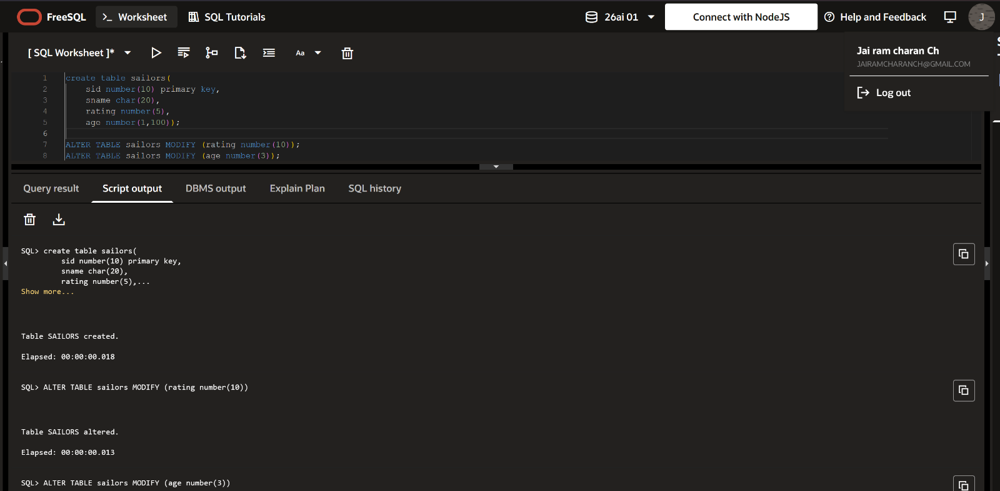 FreeSQL
>_ Worksheet
SQL Tutorials
26ai 01
Connect with NodeJS
Help and Feedback
J
Jai ram charan Ch
JAIRAMCHARANCH@GMAIL.COM
Log out
[ SQL Worksheet ]*
Aa
1 create table sailors(
2 sid number(10) primary key,
3 sname char(20),
4 rating number(5),
5 age number(1,100));
6
7 ALTER TABLE sailors MODIFY (rating number(10));
8 ALTER TABLE sailors MODIFY (age number(3));
Query result
Script output
DBMS output
Explain Plan
SQL history
SQL> create table sailors(
sid number(10) primary key,
sname char(20),
rating number(5),...
Show more...
Table SAILORS created.
Elapsed: 00:00:00.018
SQL> ALTER TABLE sailors MODIFY (rating number(10))
Table SAILORS altered.
Elapsed: 00:00:00.013
SQL> ALTER TABLE sailors MODIFY (age number(3))